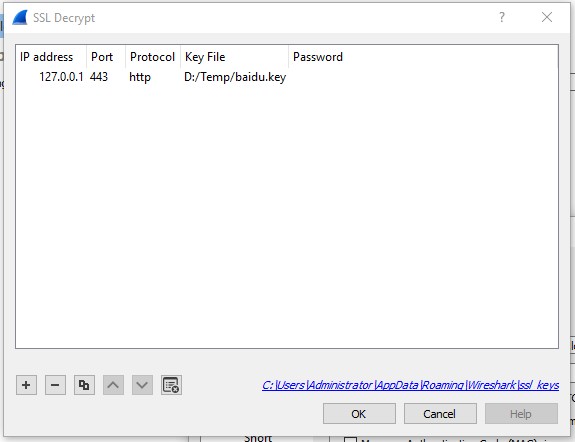 SSL Decrypt
IP address Port Protocol Key File Password
127.0.0.1 443 http D:/Temp/baidu.key
C:\Users\Administrator\AppData\Roaming\Wireshark\ssl_keys
OK Cancel Help
Short